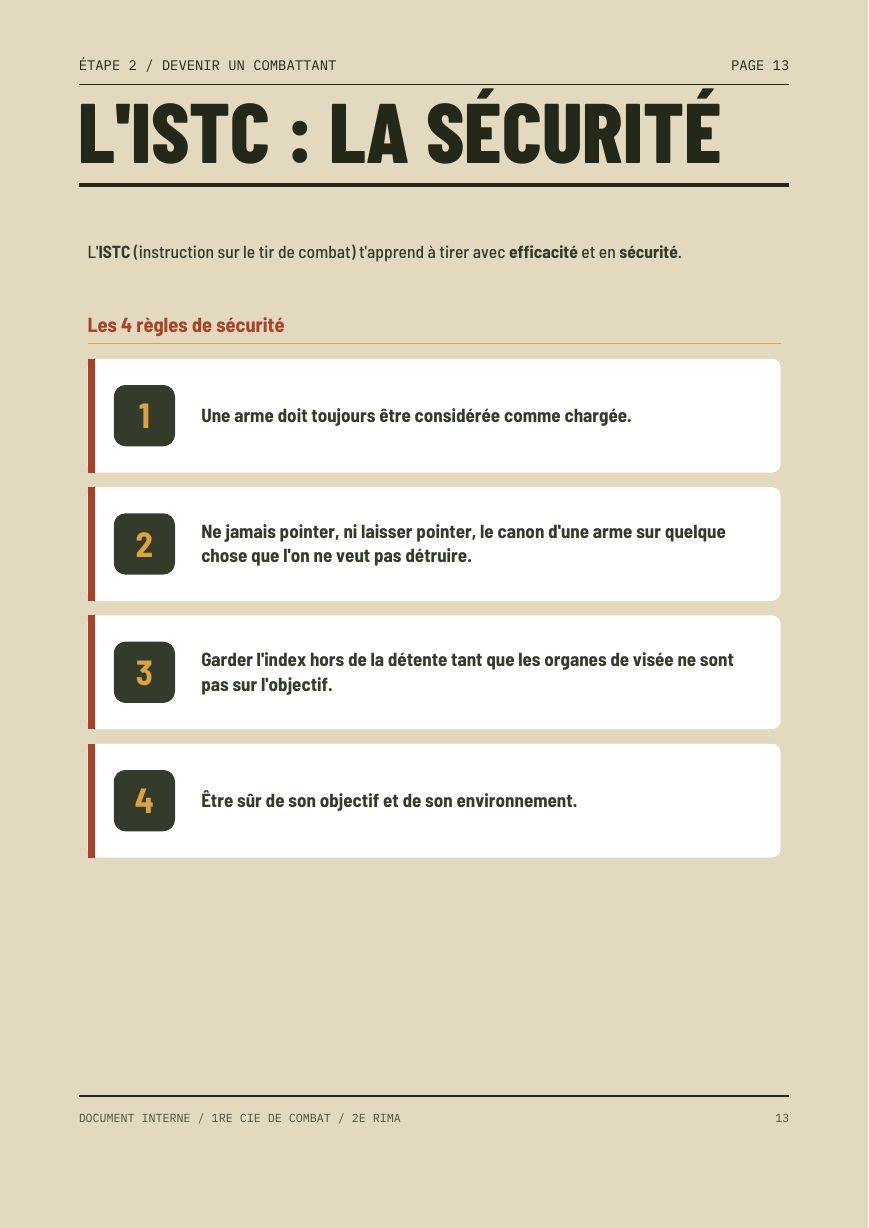 ÉTAPE 2 / DEVENIR UN COMBATTANT
PAGE 13
L'ISTC : LA SÉCURITÉ
L'ISTC (instruction sur le tir de combat) t'apprend à tirer avec efficacité et en sécurité.
Les 4 règles de sécurité
1
Une arme doit toujours être considérée comme chargée.
2
Ne jamais pointer, ni laisser pointer, le canon d'une arme sur quelque
chose que l'on ne veut pas détruire.
3
Garder l'index hors de la détente tant que les organes de visée ne sont
pas sur l'objectif.
4
Être sûr de son objectif et de son environnement.
DOCUMENT INTERNE / 1RE CIE DE COMBAT / 2E RIMA
13